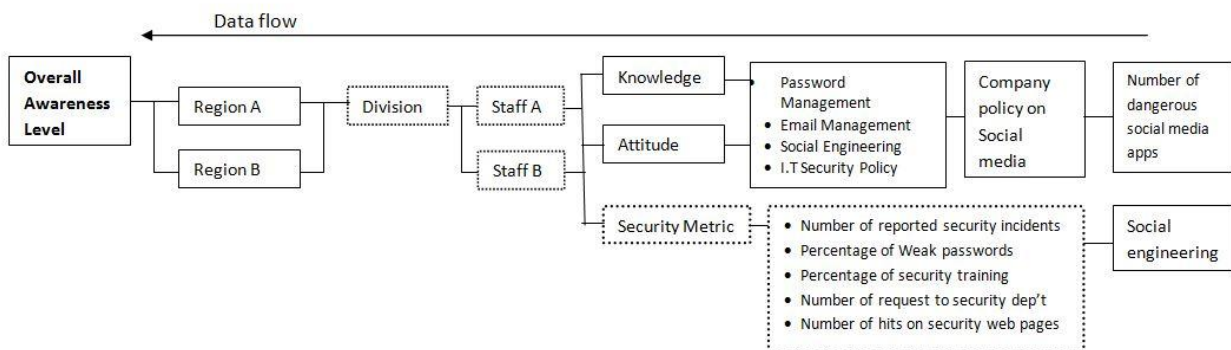 Data flow
Overall
Awareness
Level
Region A
Region B
Division
Staff A
Staff B
Knowledge
Attitude
Security Metric
• Password
Management
• Email Management
• Social Engineering
• I.T Security Policy
Company
policy on
Social
media
Number of
dangerous
social media
apps
• Number of reported security incidents
• Percentage of Weak passwords
• Percentage of security training
• Number of request to security dep't
• Number of hits on security web pages
Social
engineering